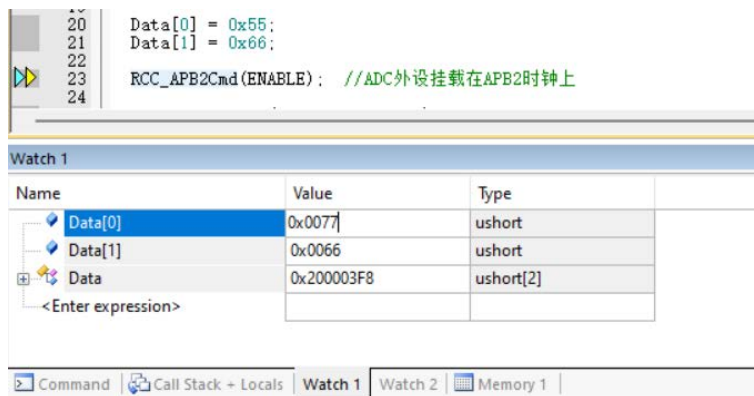 20 Data[0] = 0x55;
21 Data[1] = 0x66;
22
23 RCC_APB2Cmd(ENABLE); //ADC外设挂载在APB2时钟上
24
Watch 1
Name Value Type
Data[0] 0x0077 ushort
Data[1] 0x0066 ushort
Data 0x200003F8 ushort[2]
<Enter expression>
Command Call Stack + Locals Watch 1 Watch 2 Memory 1